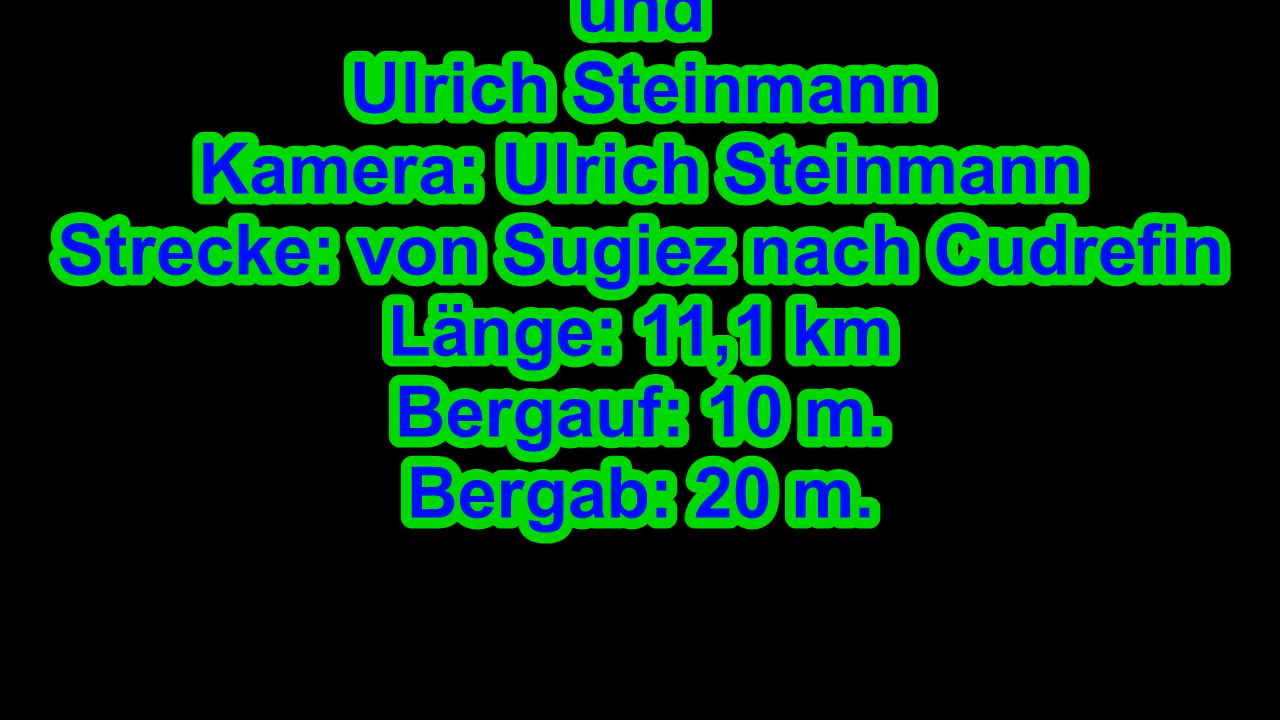 und
Ulrich Steinmann
Kamera: Ulrich Steinmann
Strecke: von Sugiez nach Cudrefin
Länge: 11,1 km
Bergauf: 10 m.
Bergab: 20 m.